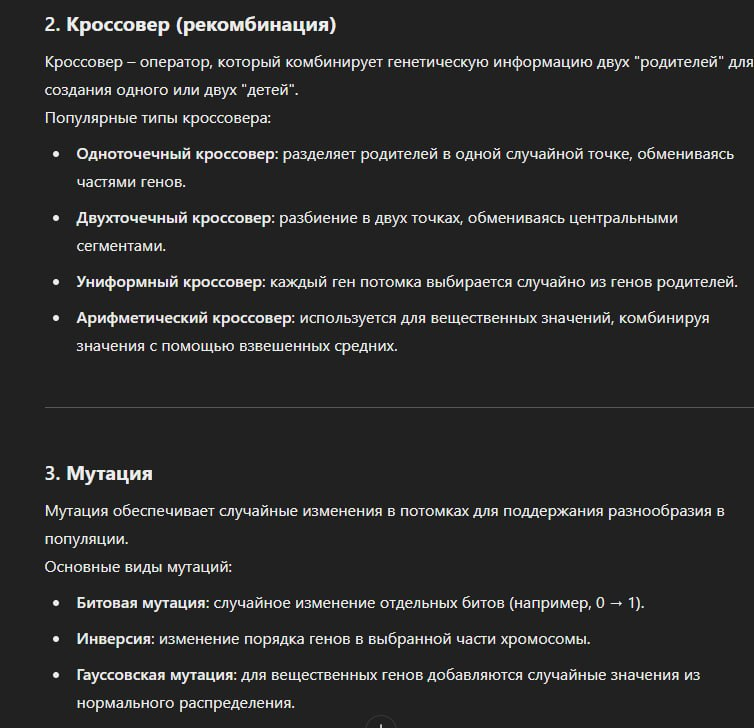 2. Кроссовер (рекомбинация)
Кроссовер – оператор, который комбинирует генетическую информацию двух "родителей" для
создания одного или двух "детей".
Популярные типы кроссовера:
• Одноточечный кроссовер: разделяет родителей в одной случайной точке, обмениваясь
частями генов.
• Двухточечный кроссовер: разбиение в двух точках, обмениваясь центральными
сегментами.
• Униформный кроссовер: каждый ген потомка выбирается случайно из генов родителей.
• Арифметический кроссовер: используется для вещественных значений, комбинируя
значения с помощью взвешенных средних.
3. Мутация
Мутация обеспечивает случайные изменения в потомках для поддержания разнообразия в
популяции.
Основные виды мутаций:
• Битовая мутация: случайное изменение отдельных битов (например, 0 → 1).
• Инверсия: изменение порядка генов в выбранной части хромосомы.
• Гауссовская мутация: для вещественных генов добавляются случайные значения из
нормального распределения.